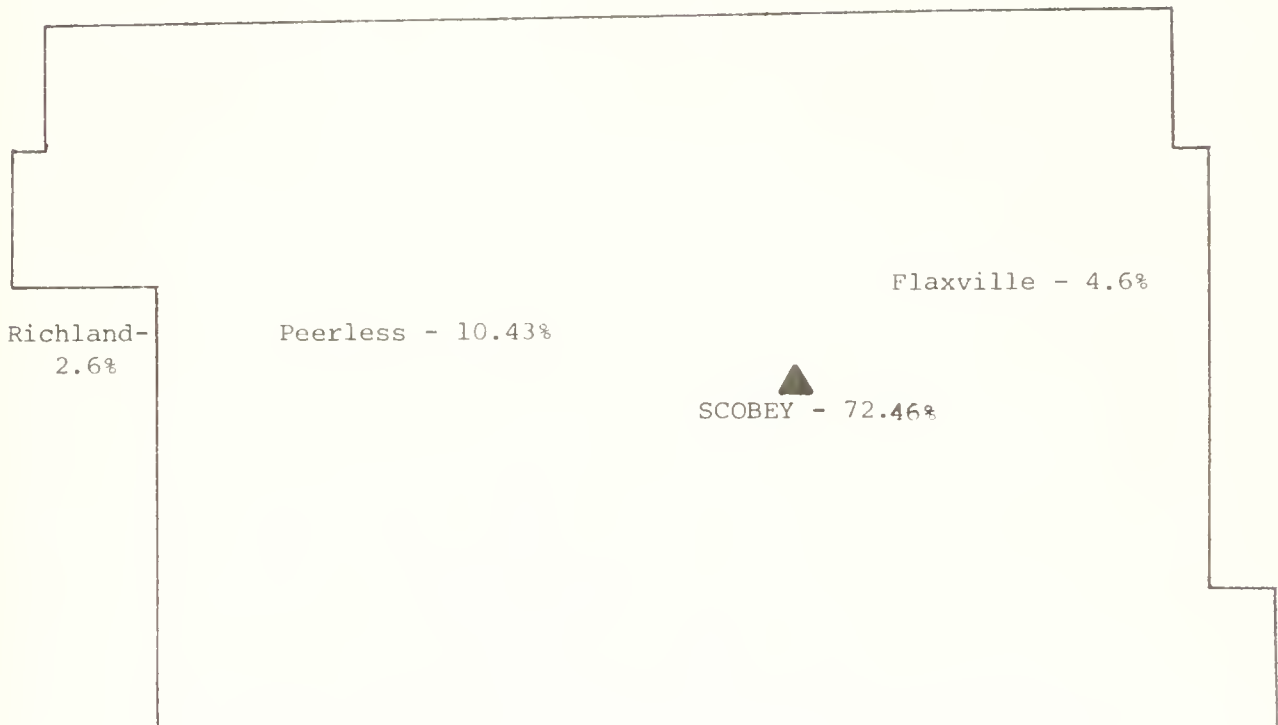 Flaxville - 4.6%
Richland-
2.6%
Peerless - 10.43%
SCOBEY - 72.46%